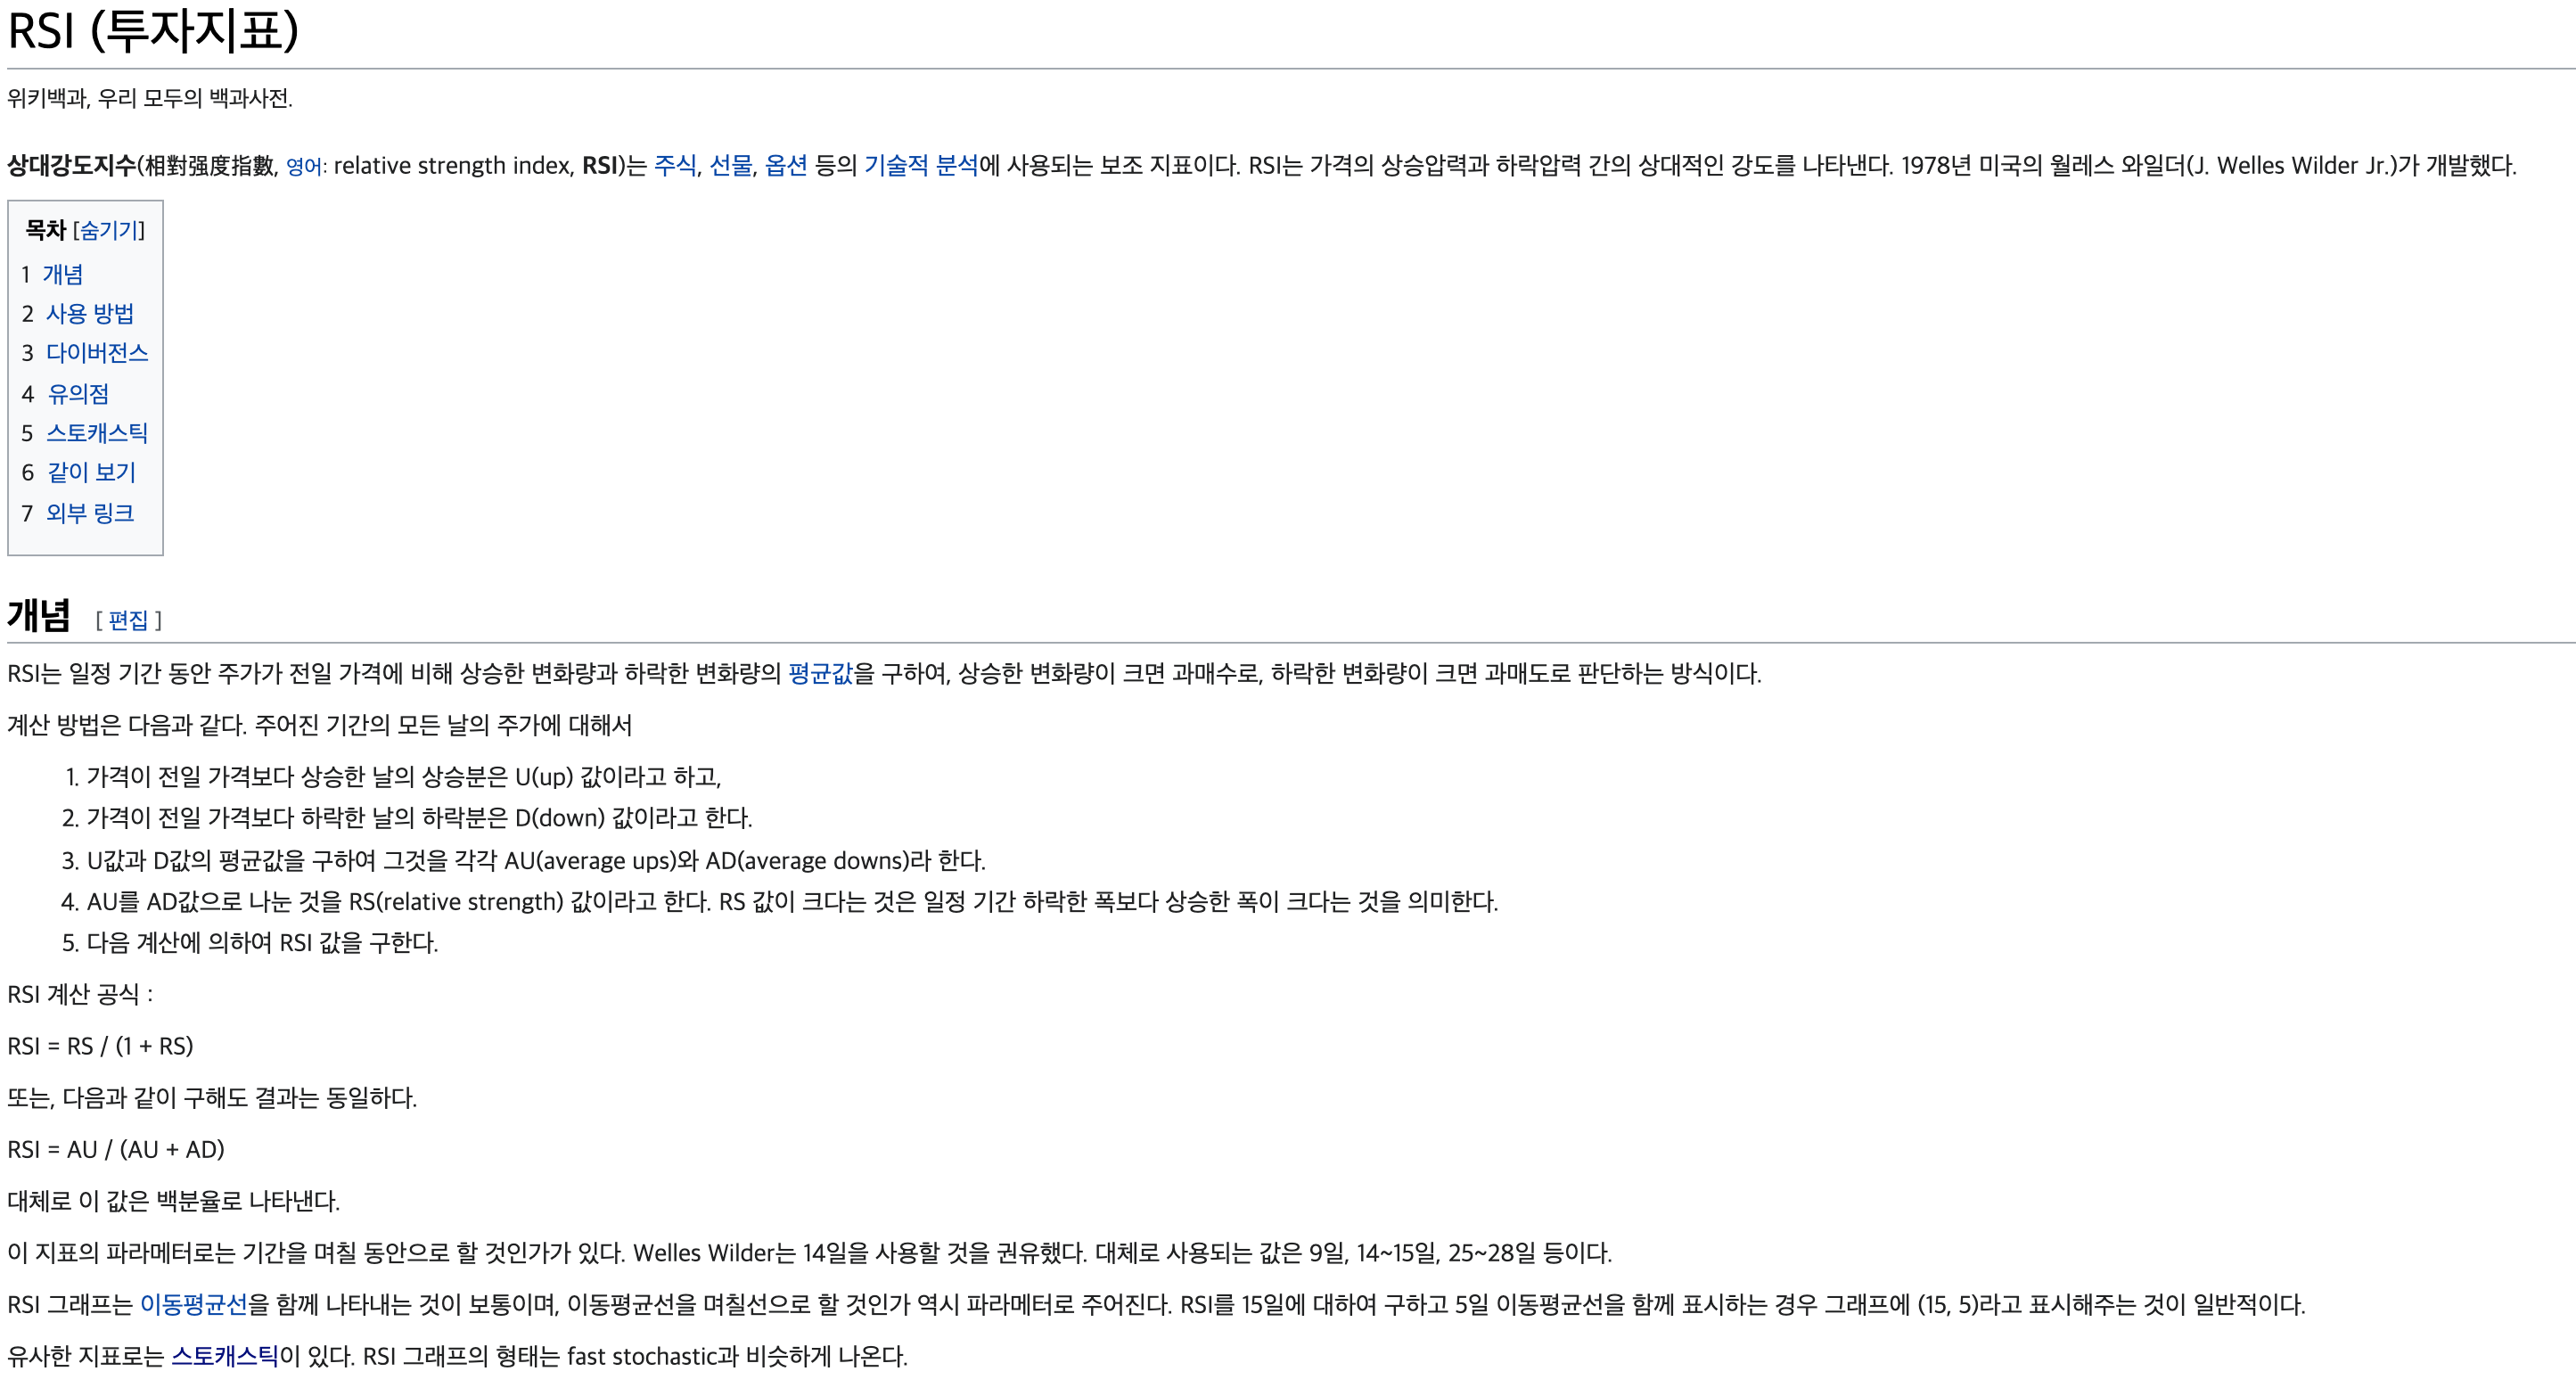 RSI (투자지표)
위키백과, 우리 모두의 백과사전.
상대강도지수(相對强度指數, 영어: relative strength index, RSI)는 주식, 선물, 옵션 등의 기술적 분석에 사용되는 보조 지표이다. RSI는 가격의 상승압력과 하락압력 간의 상대적인 강도를 나타낸다. 1978년 미국의 월레스 와일더(J. Welles Wilder Jr.)가 개발했다.
목차 [숨기기]
1 개념
2 사용 방법
3 다이버전스
4 유의점
5 스토캐스틱
6 같이 보기
7 외부 링크
개념 [ 편집 ]
RSI는 일정 기간 동안 주가가 전일 가격에 비해 상승한 변화량과 하락한 변화량의 평균값을 구하여, 상승한 변화량이 크면 과매수로, 하락한 변화량이 크면 과매도로 판단하는 방식이다.
계산 방법은 다음과 같다. 주어진 기간의 모든 날의 주가에 대해서
1. 가격이 전일 가격보다 상승한 날의 상승분은 U(up) 값이라고 하고,
2. 가격이 전일 가격보다 하락한 날의 하락분은 D(down) 값이라고 한다.
3. U값과 D값의 평균값을 구하여 그것을 각각 AU(average ups)와 AD(average downs)라 한다.
4. AU를 AD값으로 나눈 것을 RS(relative strength) 값이라고 한다. RS 값이 크다는 것은 일정 기간 하락한 폭보다 상승한 폭이 크다는 것을 의미한다.
5. 다음 계산에 의하여 RSI 값을 구한다.
RSI 계산 공식 :
RSI = RS / (1 + RS)
또는, 다음과 같이 구해도 결과는 동일하다.
RSI = AU / (AU + AD)
대체로 이 값은 백분율로 나타낸다.
이 지표의 파라메터로는 기간을 며칠 동안으로 할 것인가가 있다. Welles Wilder는 14일을 사용할 것을 권유했다. 대체로 사용되는 값은 9일, 14~15일, 25~28일 등이다.
RSI 그래프는 이동평균선을 함께 나타내는 것이 보통이며, 이동평균선을 며칠선으로 할 것인가 역시 파라메터로 주어진다. RSI를 15일에 대하여 구하고 5일 이동평균선을 함께 표시하는 경우 그래프에 (15, 5)라고 표시해주는 것이 일반적이다.
유사한 지표로는 스토캐스틱이 있다. RSI 그래프의 형태는 fast stochastic과 비슷하게 나온다.